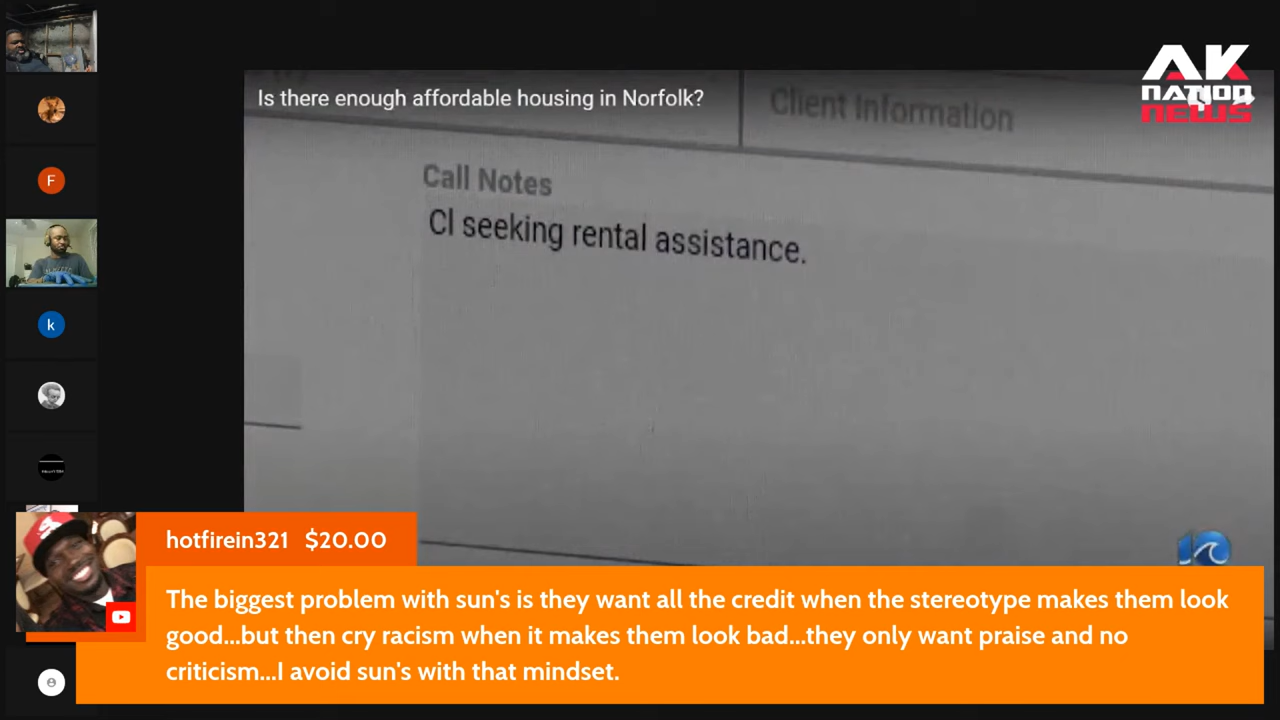 Is there enough affordable housing in Norfolk?
Client Information
AK
NATION
NEWS
Call Notes
Cl seeking rental assistance.
F
k
hotfirein321 $20.00
10
The biggest problem with sun's is they want all the credit when the stereotype makes them look
good...but then cry racism when it makes them look bad...they only want praise and no
criticism...I avoid sun's with that mindset.